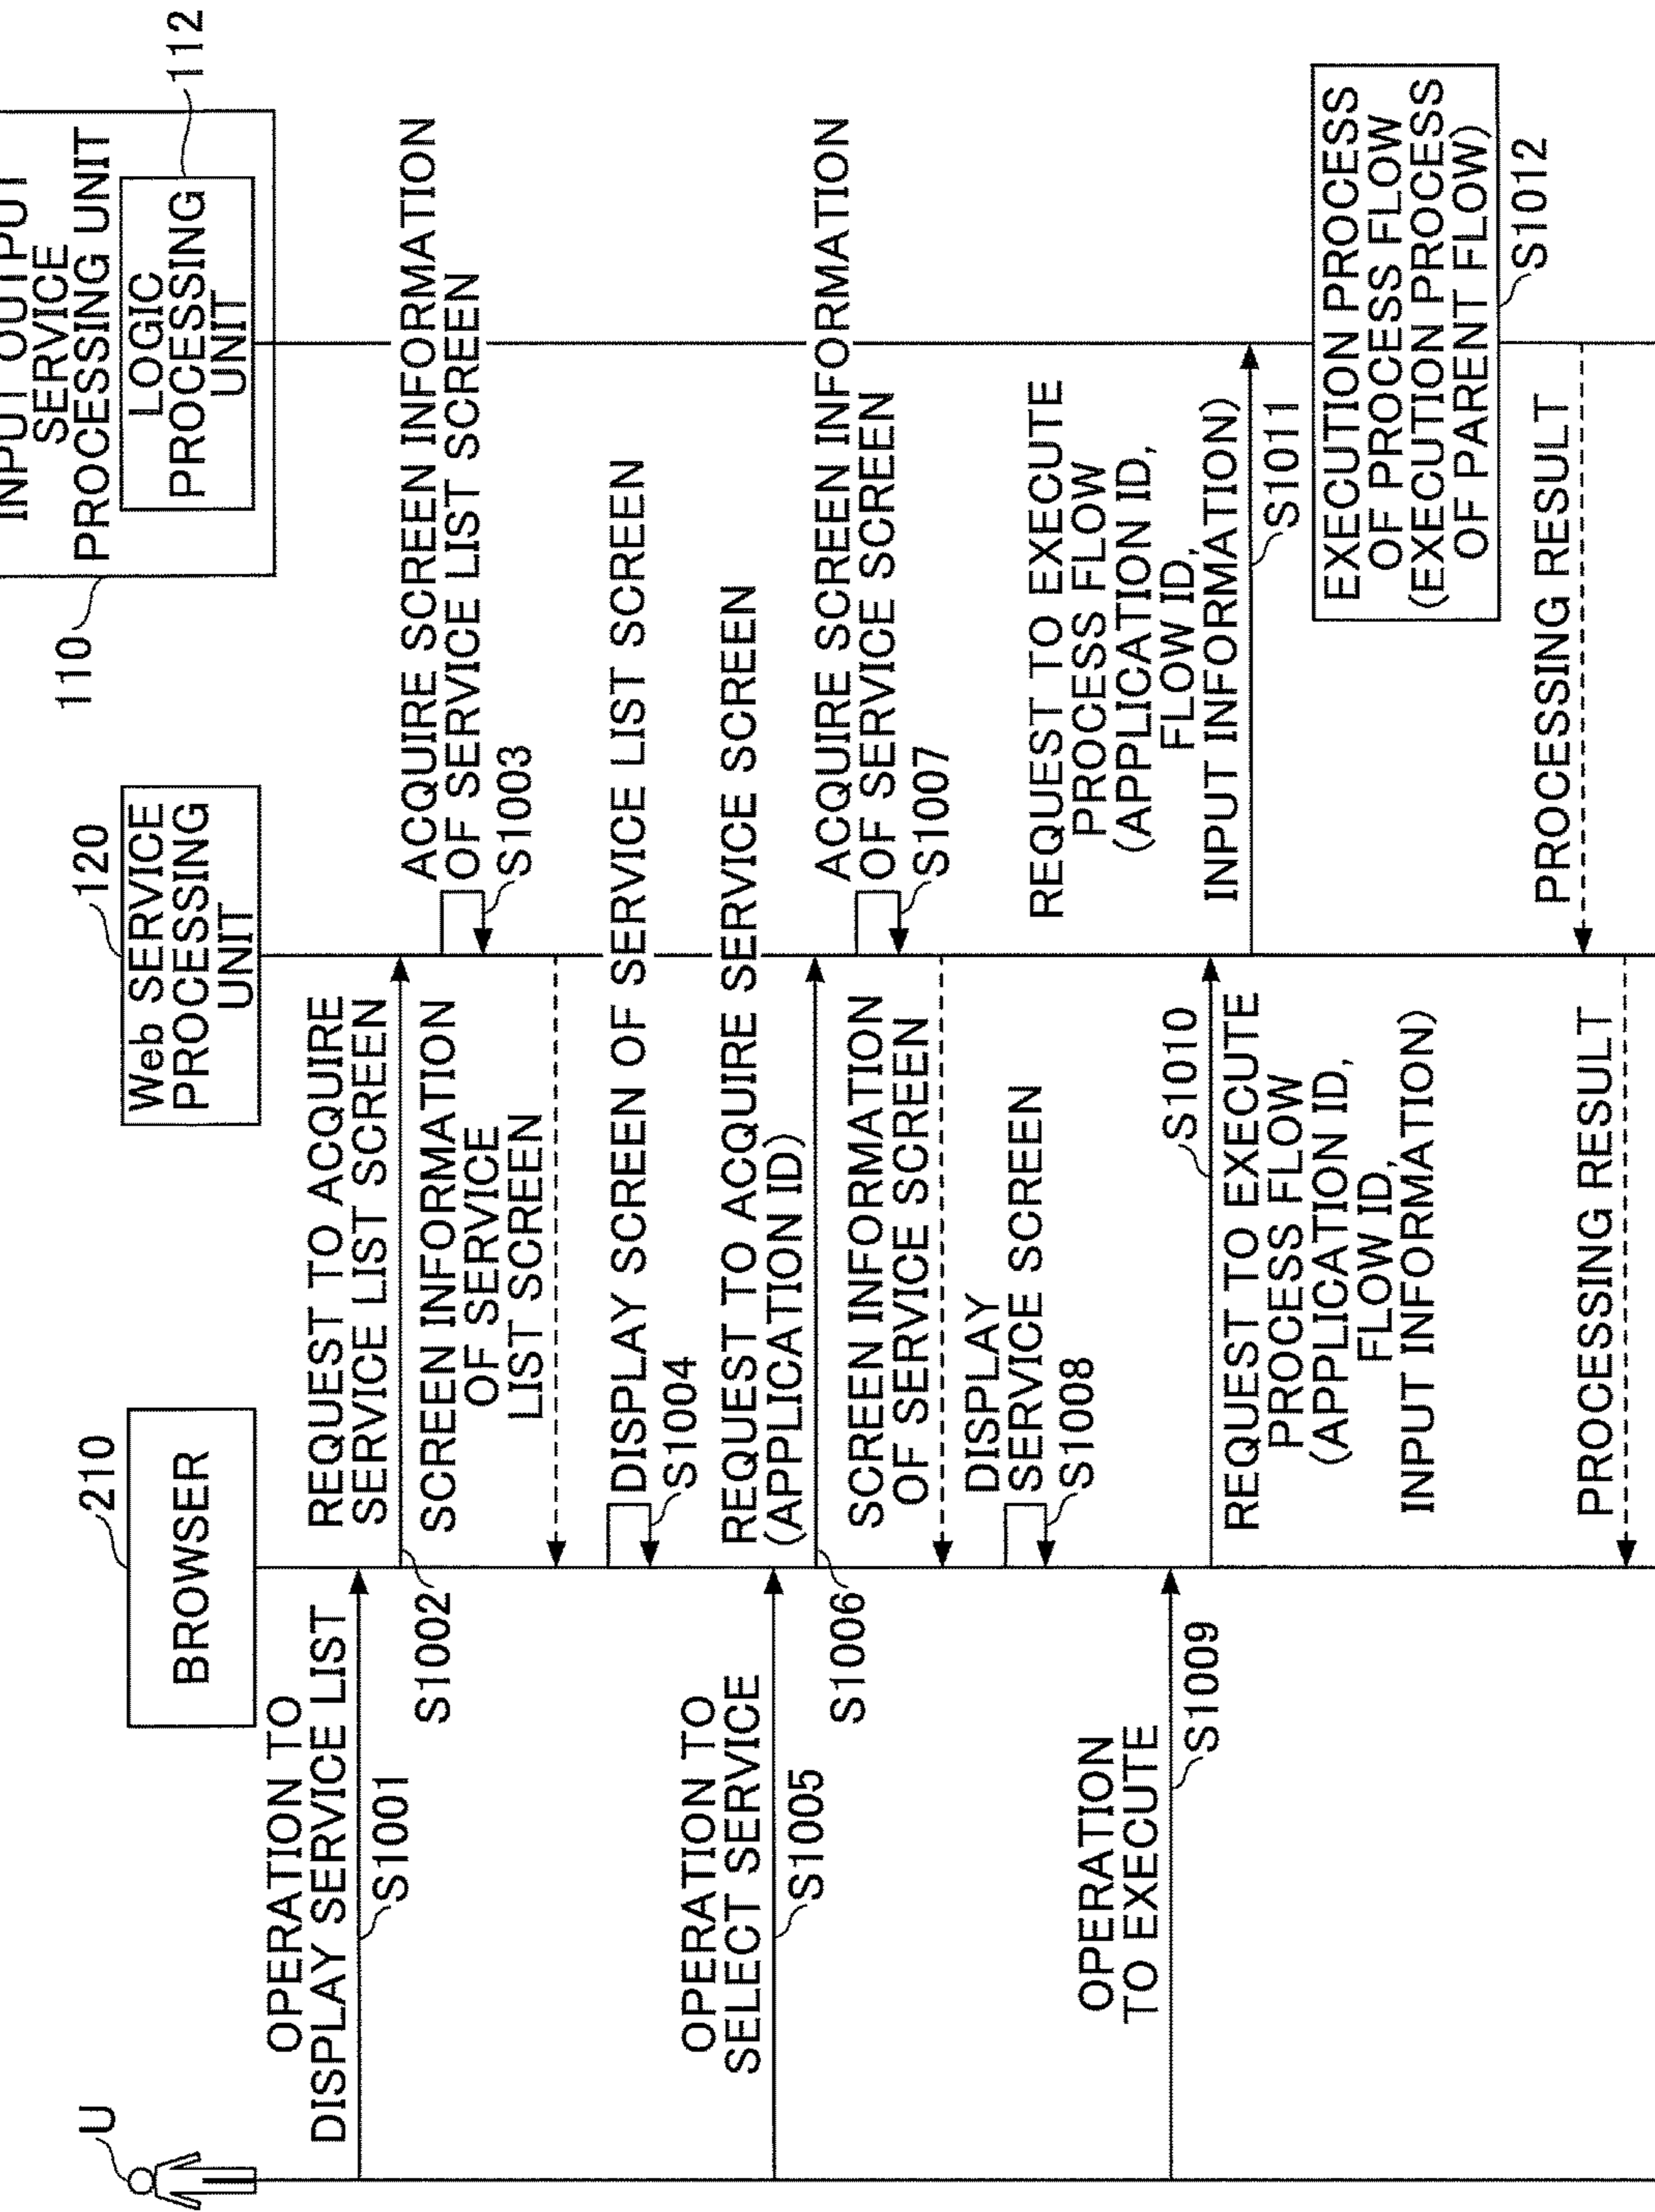 U
210
BROWSER
120
Web SERVICE
PROCESSING
UNIT
110
INPUT OUTPUT
SERVICE
PROCESSING UNIT
LOGIC
PROCESSING
UNIT
112
OPERATION TO
DISPLAY SERVICE LIST
S1001
REQUEST TO ACQUIRE
SERVICE LIST SCREEN
S1002
ACQUIRE SCREEN INFORMATION
OF SERVICE LIST SCREEN
S1003
SCREEN INFORMATION
OF SERVICE
LIST SCREEN
DISPLAY SCREEN OF SERVICE LIST SCREEN
S1004
OPERATION TO
SELECT SERVICE
S1005
REQUEST TO ACQUIRE SERVICE SCREEN
(APPLICATION ID)
S1006
ACQUIRE SCREEN INFORMATION
OF SERVICE SCREEN
S1007
SCREEN INFORMATION
OF SERVICE SCREEN
DISPLAY
SERVICE SCREEN
S1008
OPERATION
TO EXECUTE
S1009
S1010
REQUEST TO EXECUTE
PROCESS FLOW
(APPLICATION ID,
FLOW ID,
INPUT INFORMATION)
REQUEST TO EXECUTE
PROCESS FLOW
(APPLICATION ID,
FLOW ID,
INPUT INFORMATION)
S1011
EXECUTION PROCESS
OF PROCESS FLOW
(EXECUTION PROCESS
OF PARENT FLOW)
S1012
PROCESSING RESULT
PROCESSING RESULT